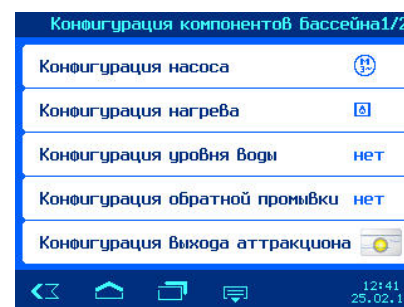 Конфигурация компонентов бассейна1/2
Конфигурация насоса
M
3~
Конфигурация нагрева
Конфигурация уровня воды нет
Конфигурация обратной промывки нет
Конфигурация выхода аттракциона
12:41
25.02.1